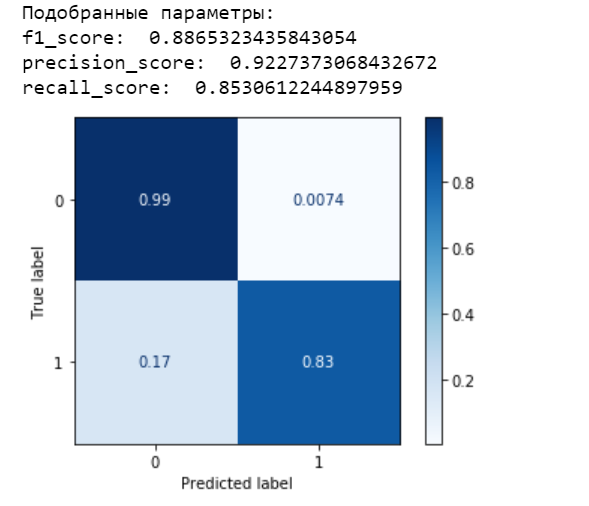 Подобранные параметры:
f1_score:  0.8865323435843054
precision_score:  0.9227373068432672
recall_score:  0.8530612244897959
0.99 0.0074
0.17 0.83
0
1
True label
0 1
Predicted label
0.8
0.6
0.4
0.2